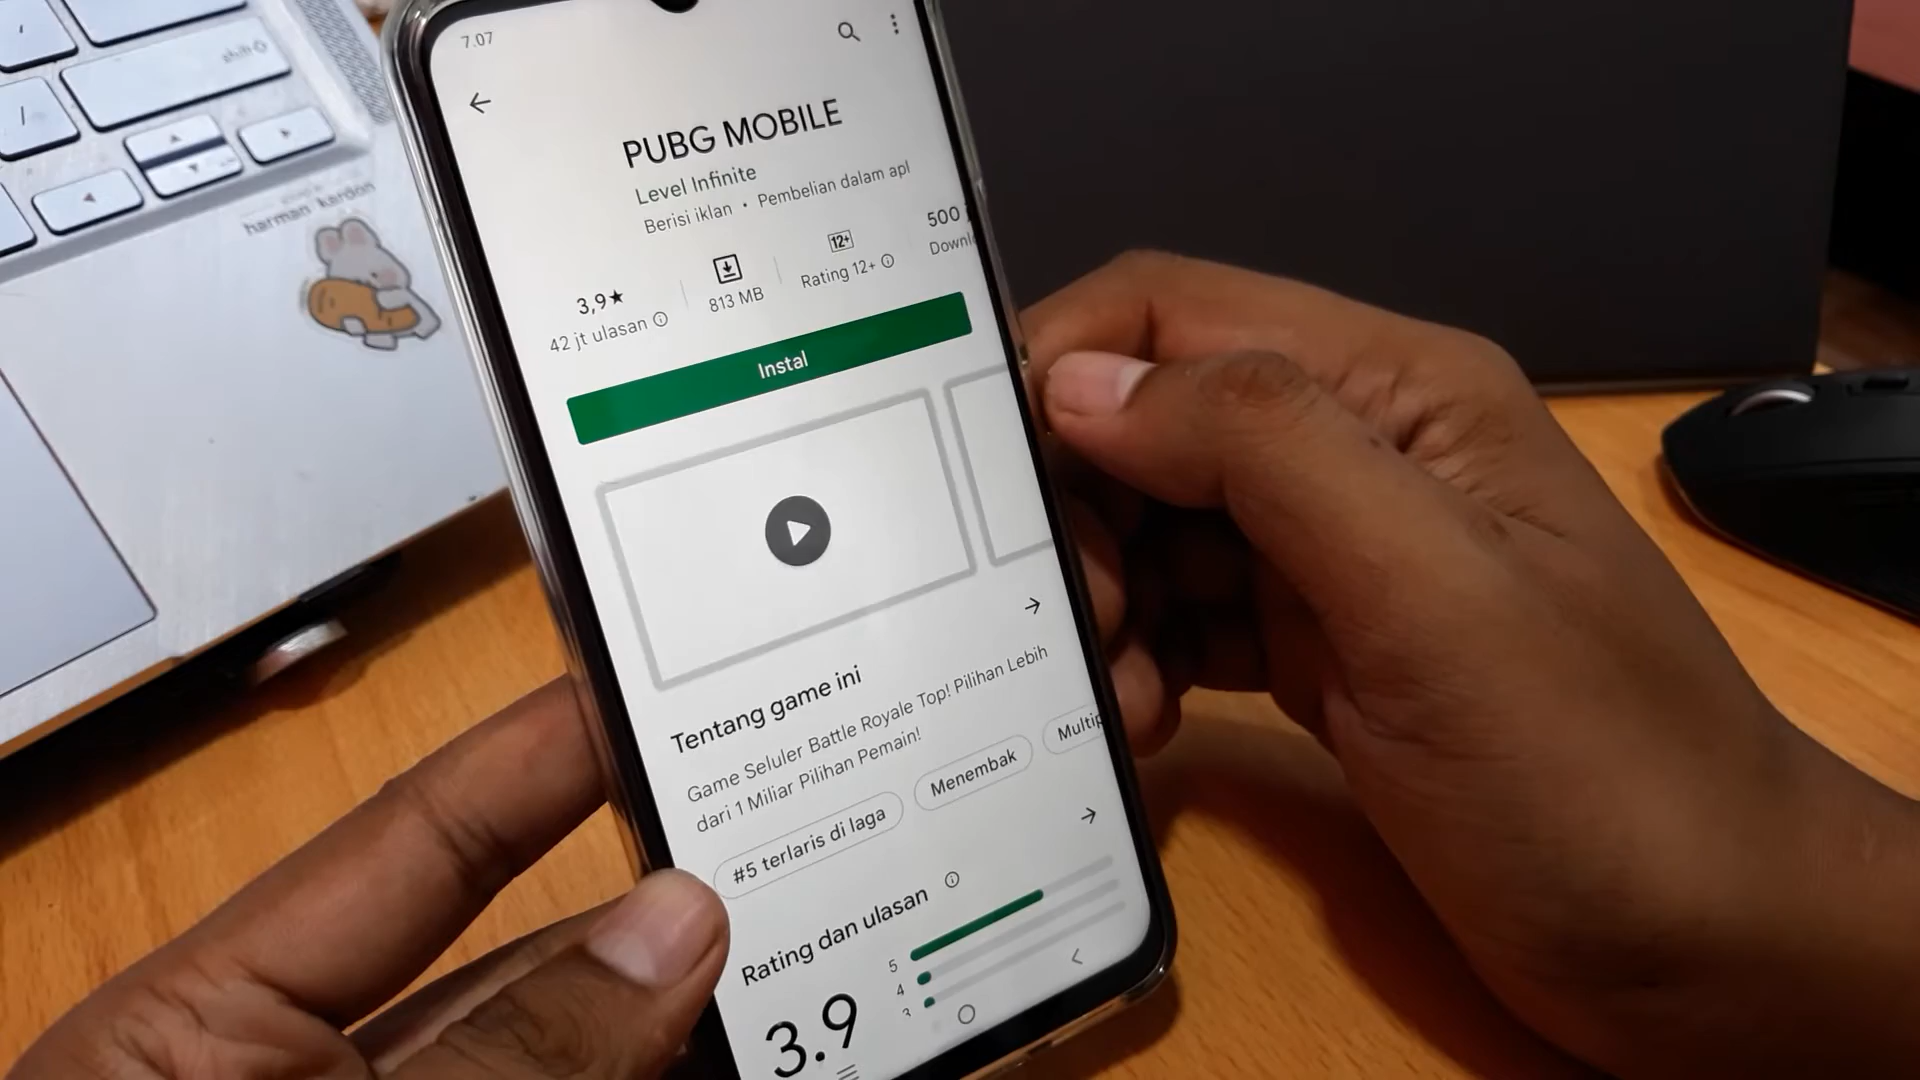 shift
harman kardon
7.07
PUBG MOBILE
Level Infinite
Berisi iklan • Pembelian dalam apl
3,9★
42 jt ulasan
813 MB
12+
Rating 12+
500
Instal
Tentang game ini
Game Seluler Battle Royale Top! Pilihan Lebih
dari 1 Miliar Pilihan Pemain!
#5 terlaris di laga
Menembak
Rating dan ulasan
3.9
5
4
3